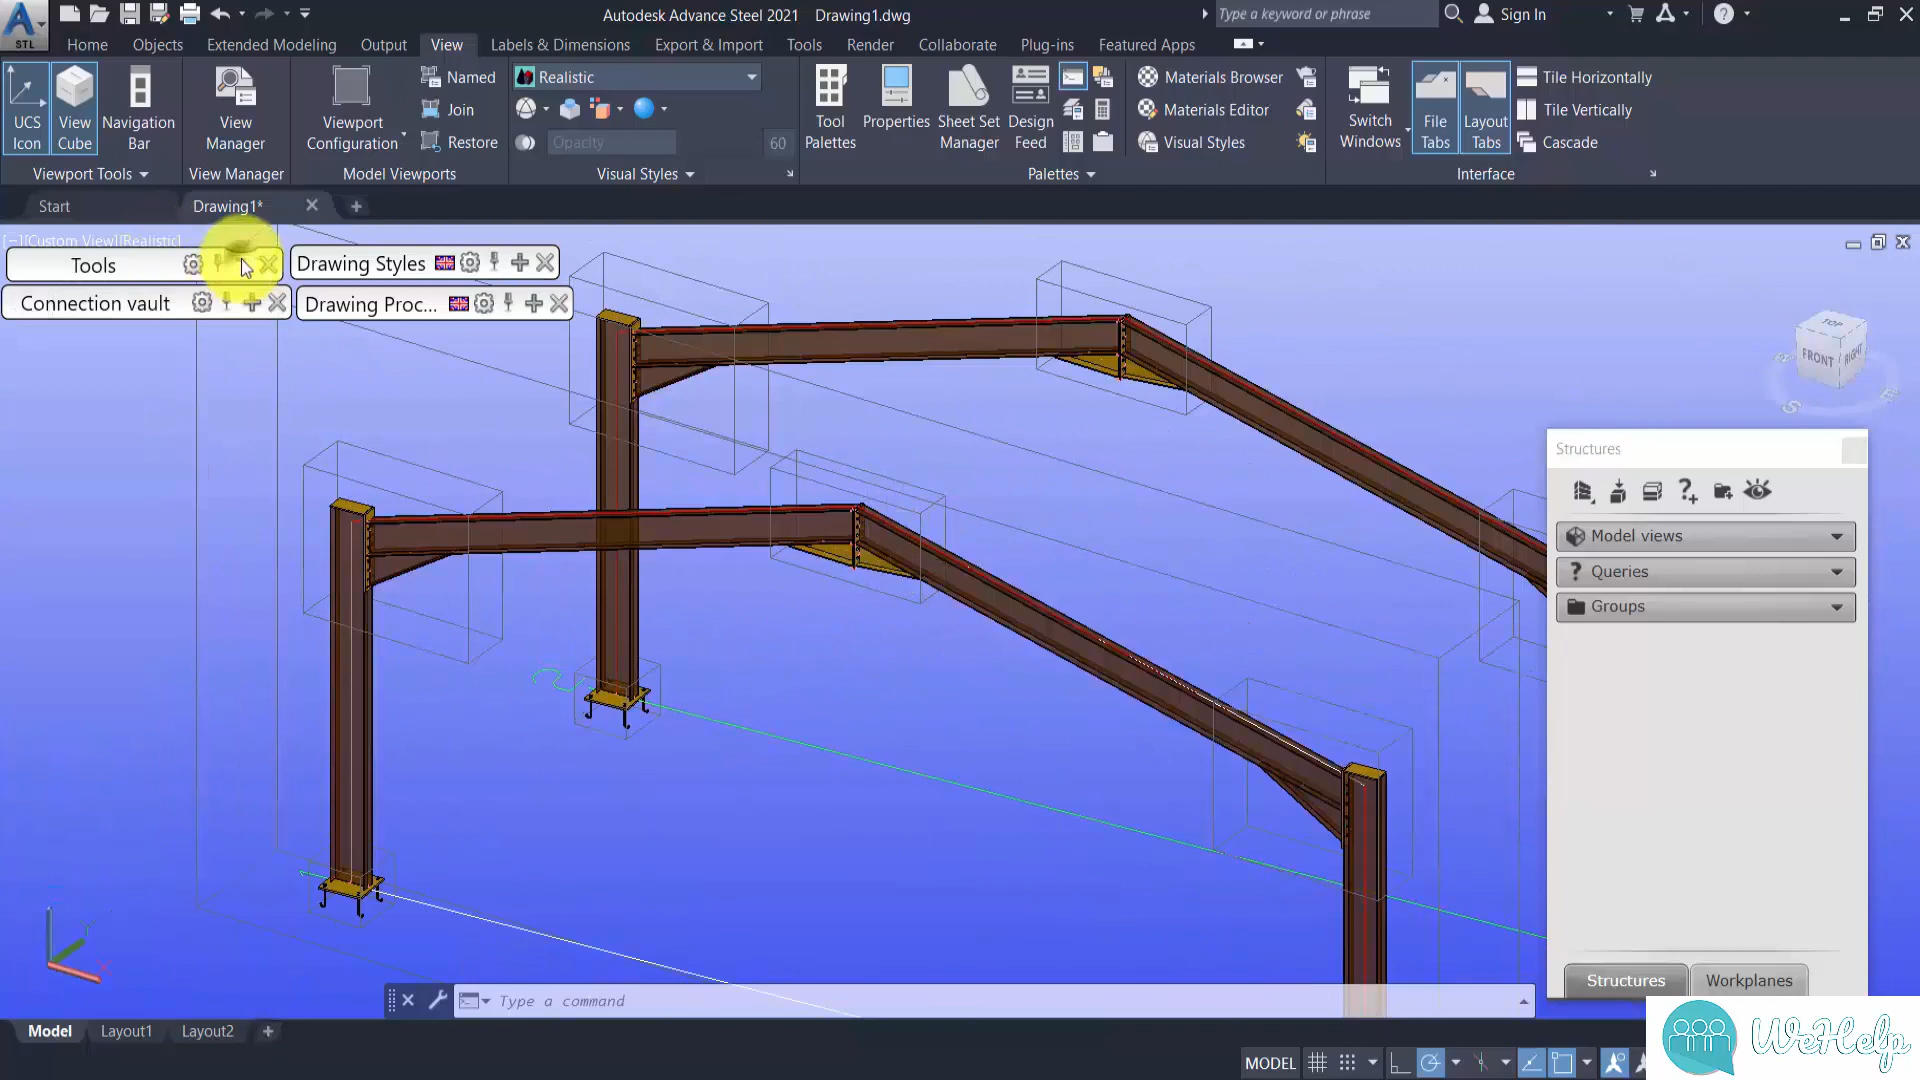 Autodesk Advance Steel 2021 Drawing1.dwg
Type a keyword or phrase
Sign In
STL
Home Objects Extended Modeling Output View Labels & Dimensions Export & Import Tools Render Collaborate Plug-ins Featured Apps
UCS Icon
View Cube
Navigation Bar
Viewport Tools
View Manager
View Manager
Viewport Configuration
Named
Join
Restore
Model Viewports
Realistic
Opacity 60
Visual Styles
Tool Palettes
Properties
Sheet Set Manager
Design Feed
Materials Browser
Materials Editor
Visual Styles
Palettes
Switch Windows
File Tabs
Layout Tabs
Tile Horizontally
Tile Vertically
Cascade
Interface
Start Drawing1*
[−][Custom View][Realistic]
Tools
Drawing Styles
Connection vault
Drawing Proc...
TOP
FRONT
RIGHT
S
E
Structures
Model views
Queries
Groups
Structures Workplanes
Y
X
Type a command
Model Layout1 Layout2
MODEL
WeHelp